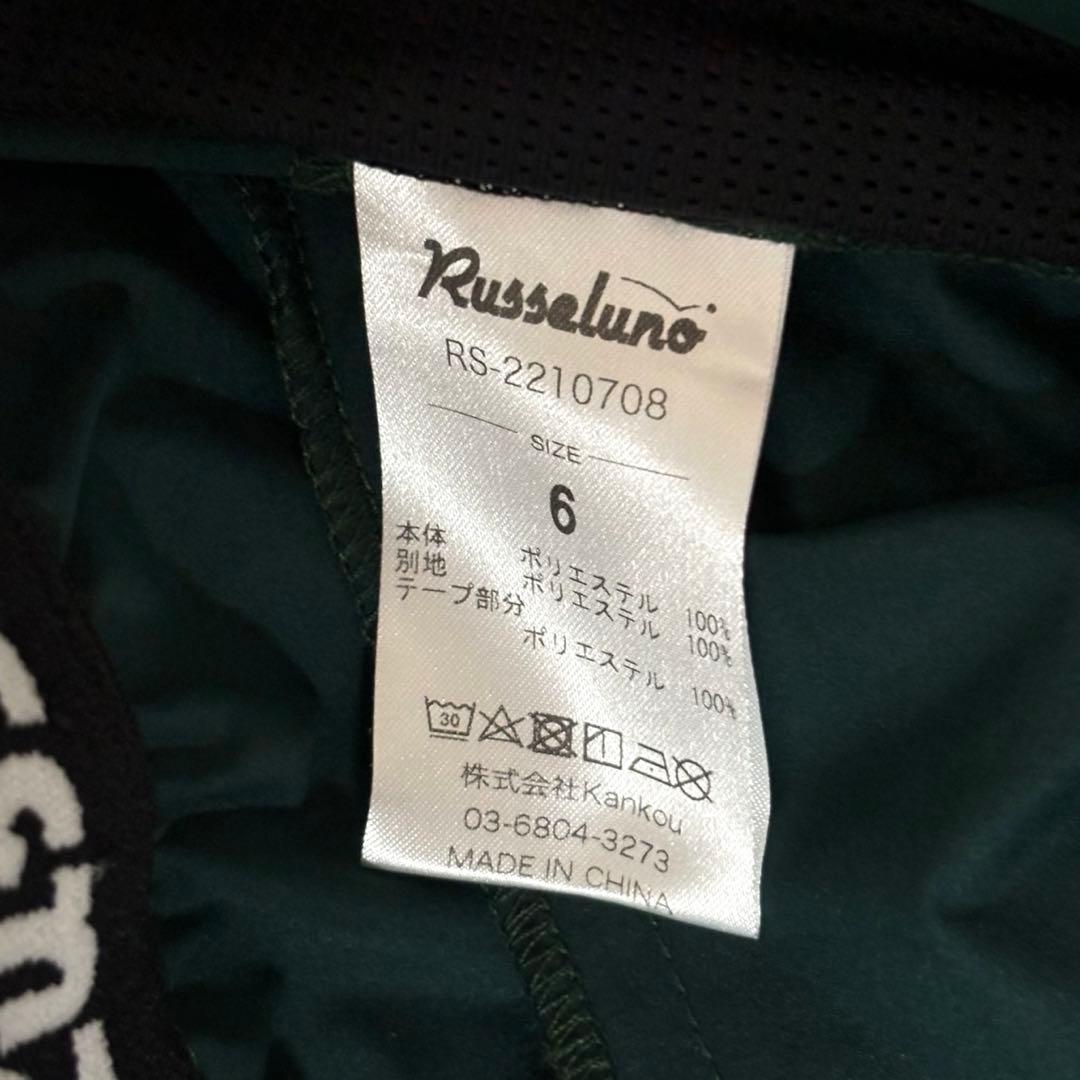 Russeluno
RS-2210708
SIZE
6
本体 ポリエステル 100%
別地 ポリエステル 100%
テープ部分
ポリエステル 100%
30
株式会社Kankou
03-6804-3273
MADE IN CHINA